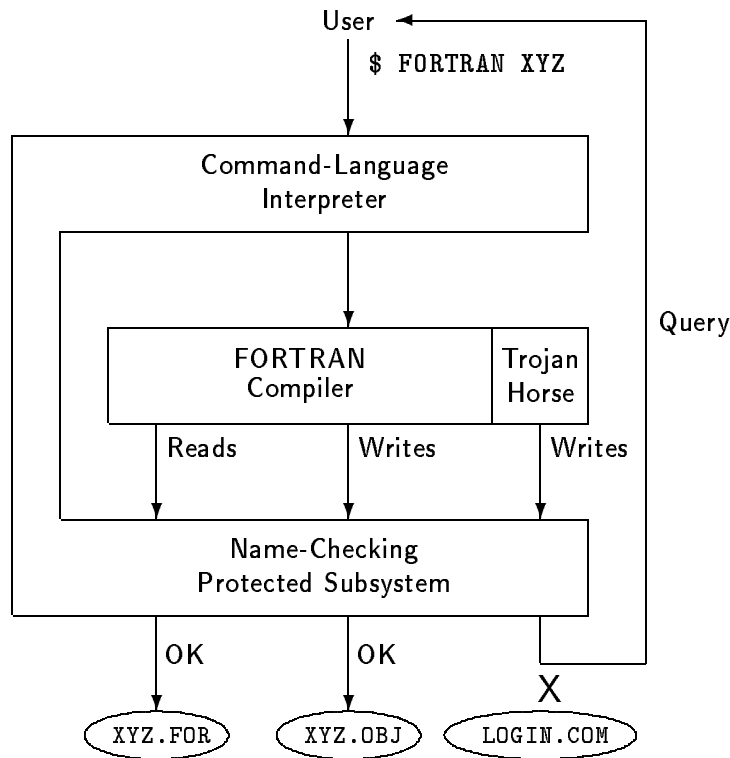 User
$ FORTRAN XYZ
Command-Language
Interpreter
Query
FORTRAN
Compiler
Trojan
Horse
Reads
Writes
Writes
Name-Checking
Protected Subsystem
OK
OK
X
XYZ.FOR
XYZ.OBJ
LOGIN.COM